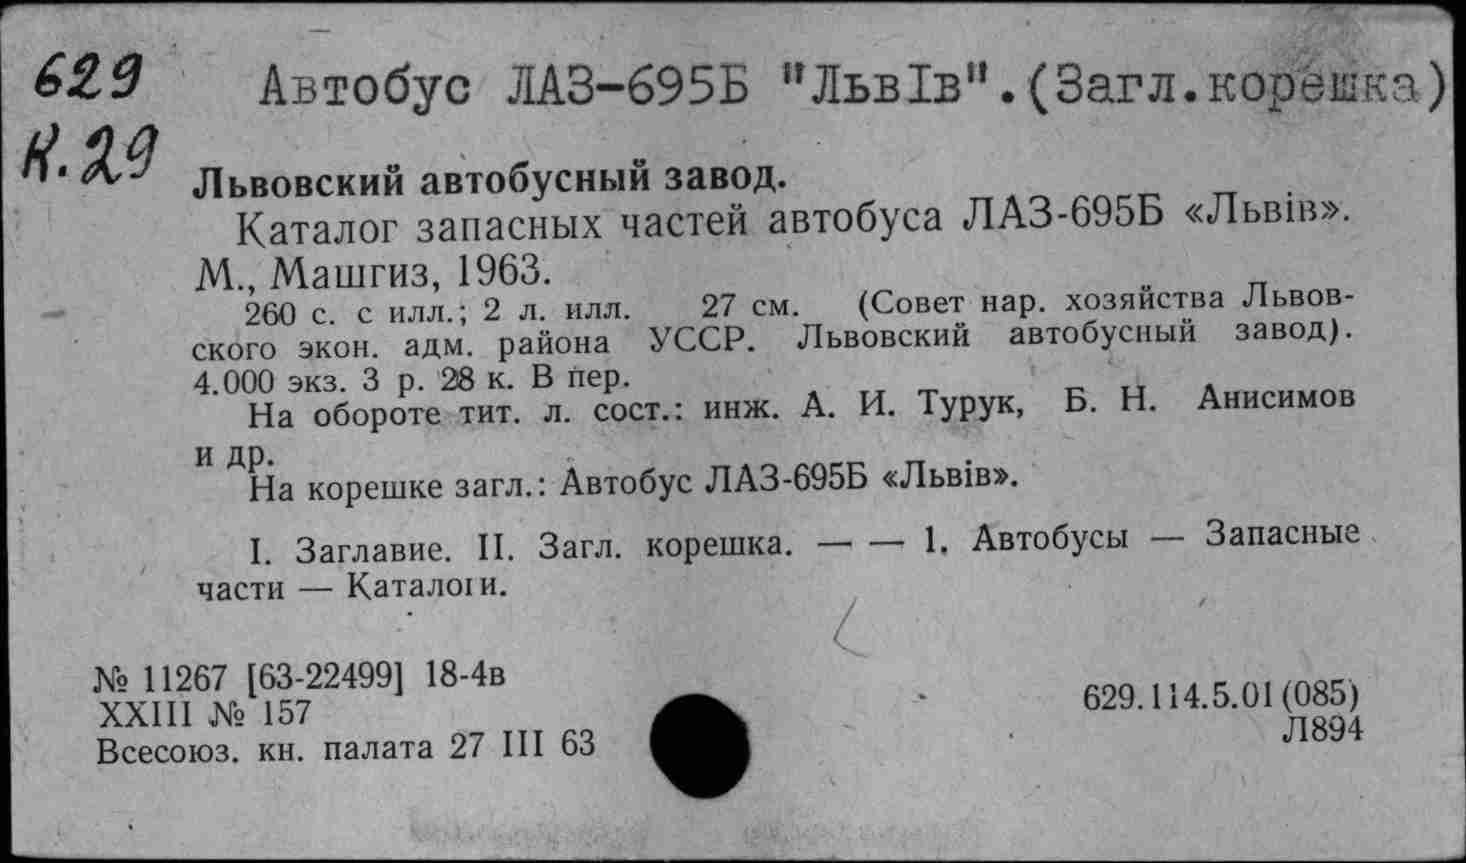 629 Автобус ЛАЗ-695Б "ЛьвІв".(Загл.корешка)
К.29
Львовский автобусный завод.
Каталог запасных частей автобуса ЛАЗ-695Б «Львів».
М., Машгиз, 1963.
260 с. с илл.; 2 л. илл. 27 см. (Совет нар. хозяйства Львов-
ского экон. адм. района УССР. Львовский автобусный завод).
4.000 экз. 3 р. 28 к. В пер.
На обороте тит. л. сост.: инж. А. И. Турук, Б. Н. Анисимов
и др.
На корешке загл.: Автобус ЛАЗ-695Б «Львів».
I. Заглавие. II. Загл. корешка. — — 1. Автобусы — Запасные
части — Каталоги.
№ 11267 [63-22499] 18-4в
XXIII № 157
Всесоюз. кн. палата 27 III 63
629.114.5.01(085)
Л894